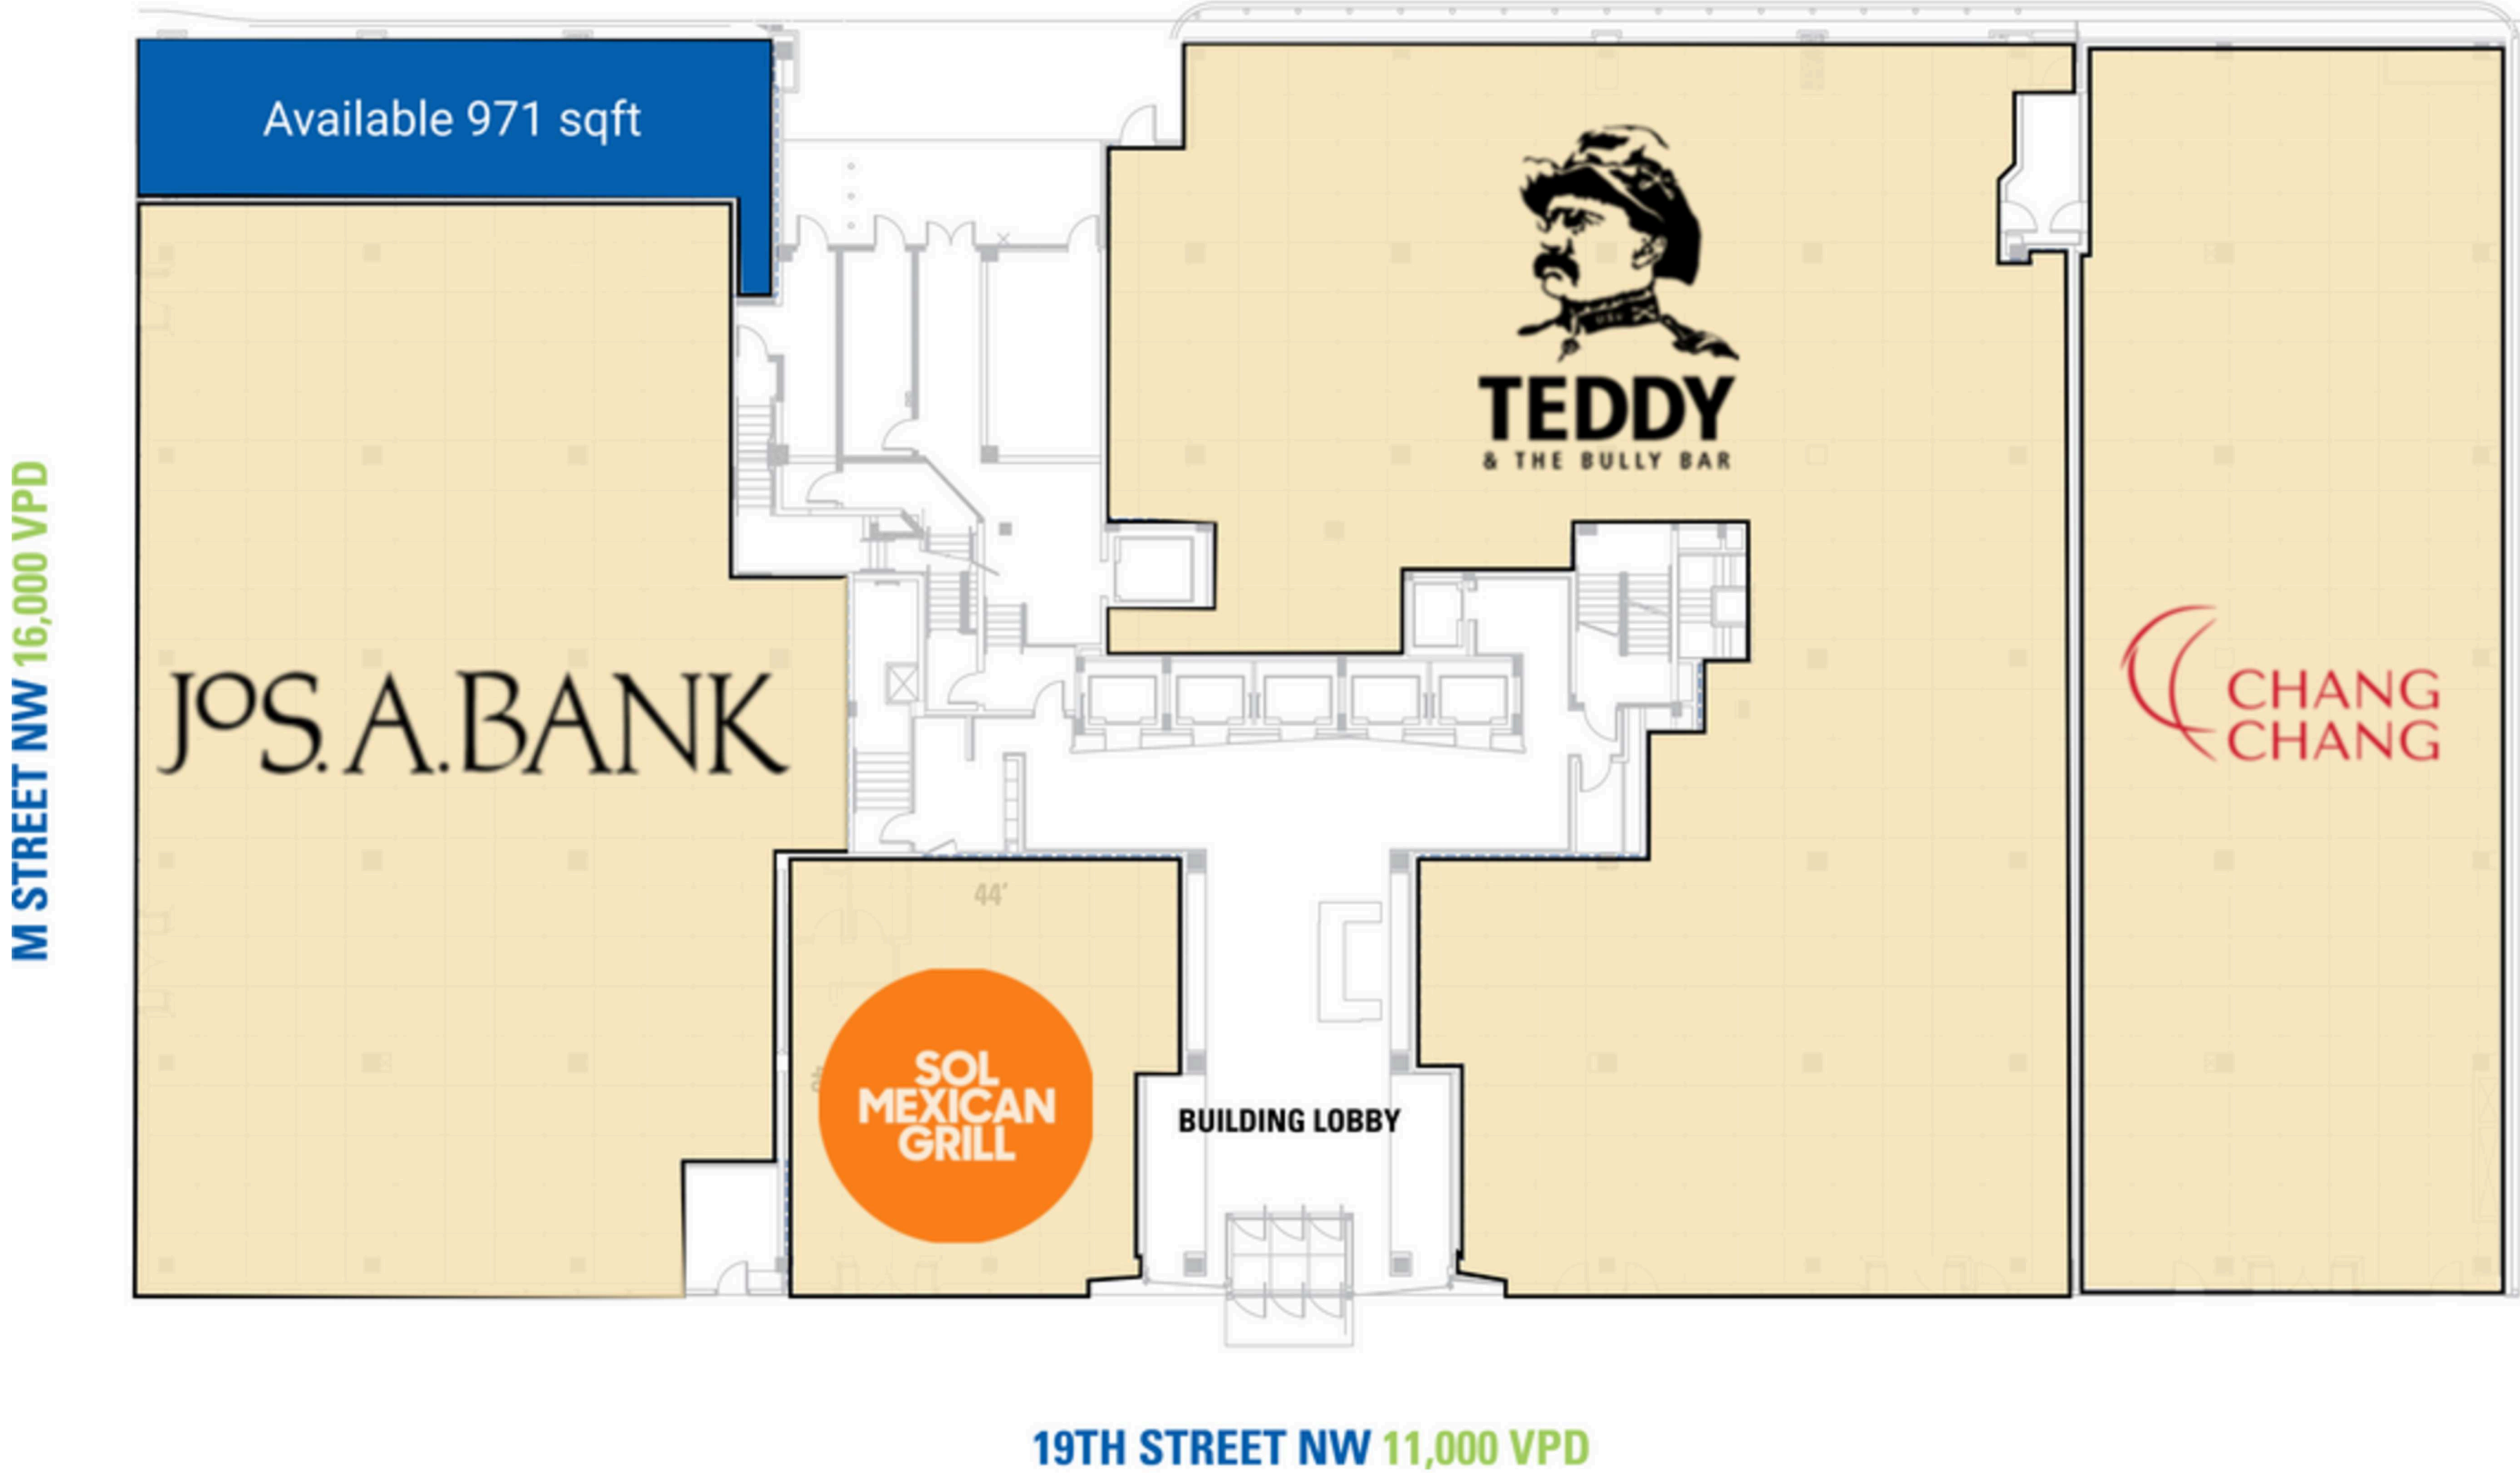 Available 971 sqft
TEDDY
& THE BULLY BAR
M STREET NW 16,000 VPD
JOS. A. BANK
CHANG
CHANG
44'
SOL
MEXICAN
GRILL
BUILDING LOBBY
19TH STREET NW 11,000 VPD